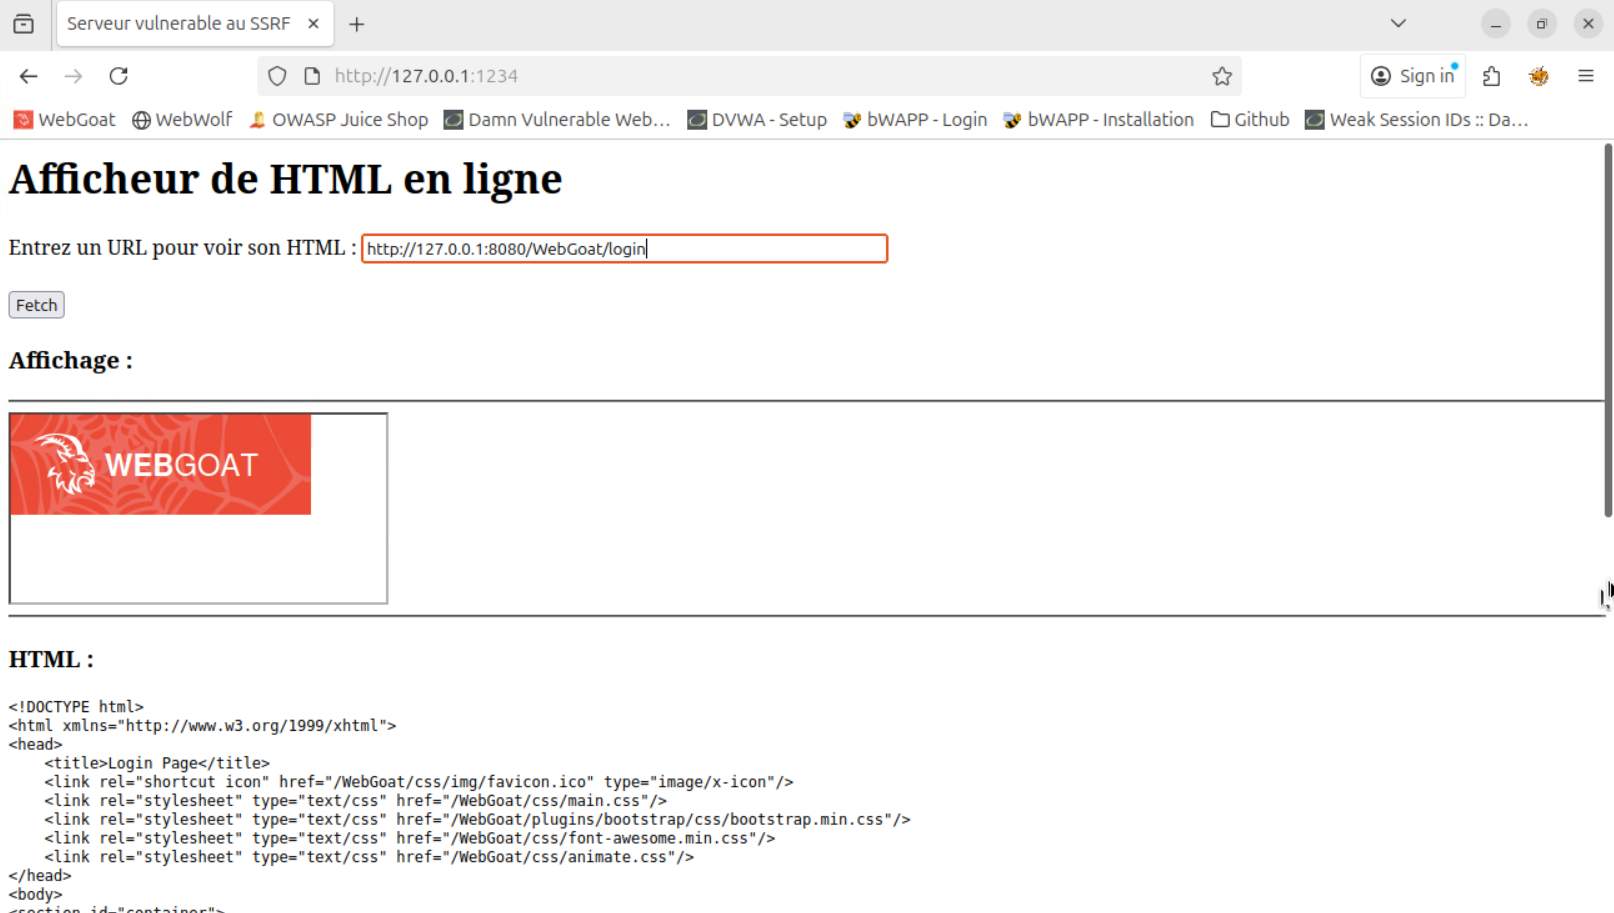 Serveur vulnerable au SSRF
http://127.0.0.1:1234
Sign in
WebGoat WebWolf OWASP Juice Shop Damn Vulnerable Web… DVWA - Setup bWAPP - Login bWAPP - Installation Github Weak Session IDs :: Da…
Afficheur de HTML en ligne
Entrez un URL pour voir son HTML : http://127.0.0.1:8080/WebGoat/login
Fetch
Affichage :
WEBGOAT
HTML :
<!DOCTYPE html>
<html xmlns="http://www.w3.org/1999/xhtml">
<head>
    <title>Login Page</title>
    <link rel="shortcut icon" href="/WebGoat/css/img/favicon.ico" type="image/x-icon"/>
    <link rel="stylesheet" type="text/css" href="/WebGoat/css/main.css"/>
    <link rel="stylesheet" type="text/css" href="/WebGoat/plugins/bootstrap/css/bootstrap.min.css"/>
    <link rel="stylesheet" type="text/css" href="/WebGoat/css/font-awesome.min.css"/>
    <link rel="stylesheet" type="text/css" href="/WebGoat/css/animate.css"/>
</head>
<body>
<section id="container">